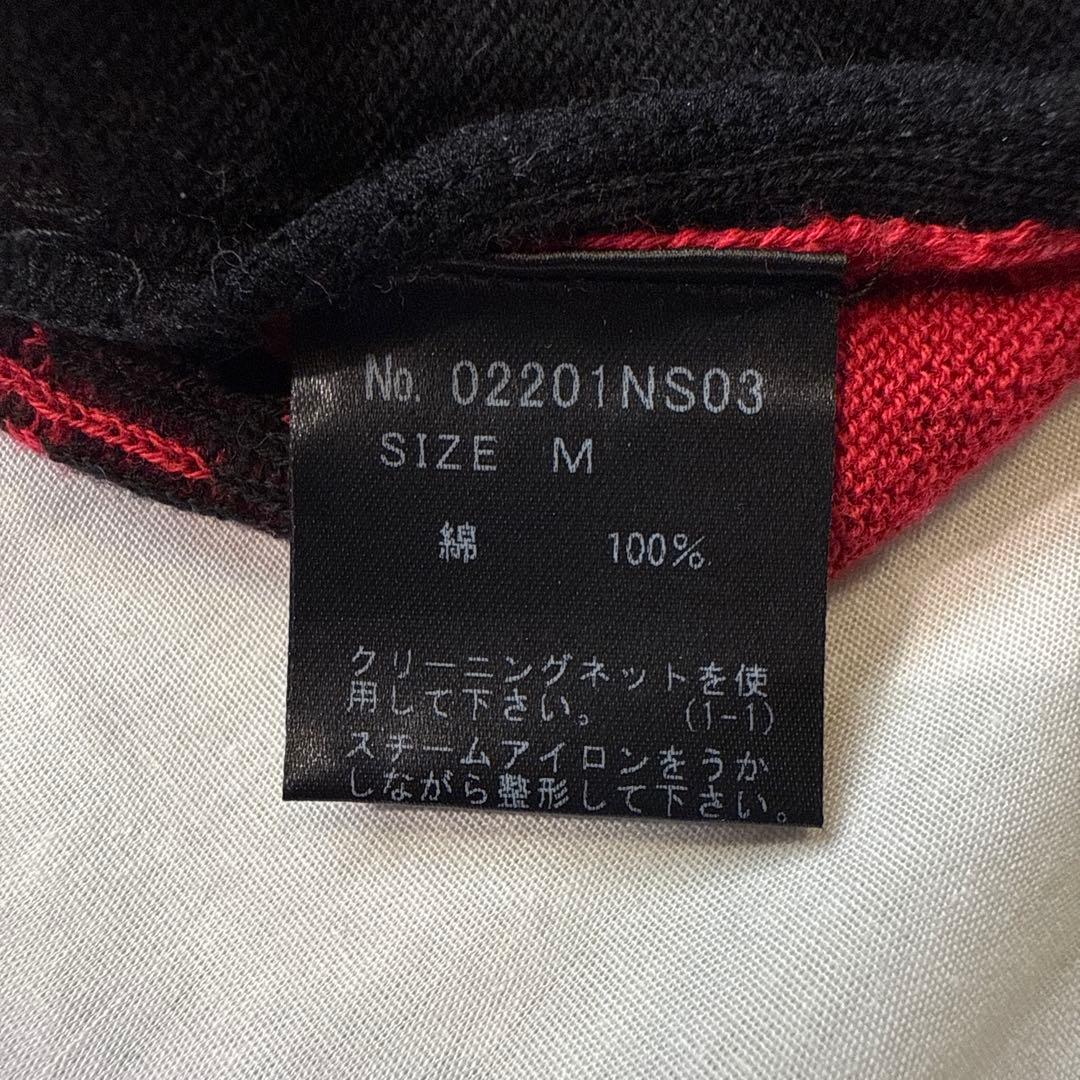 No. 02201NS03
SIZE M
綿 100%
クリーニングネットを使
用して下さい。 (1-1)
スチームアイロンをうか
しながら整形して下さい。